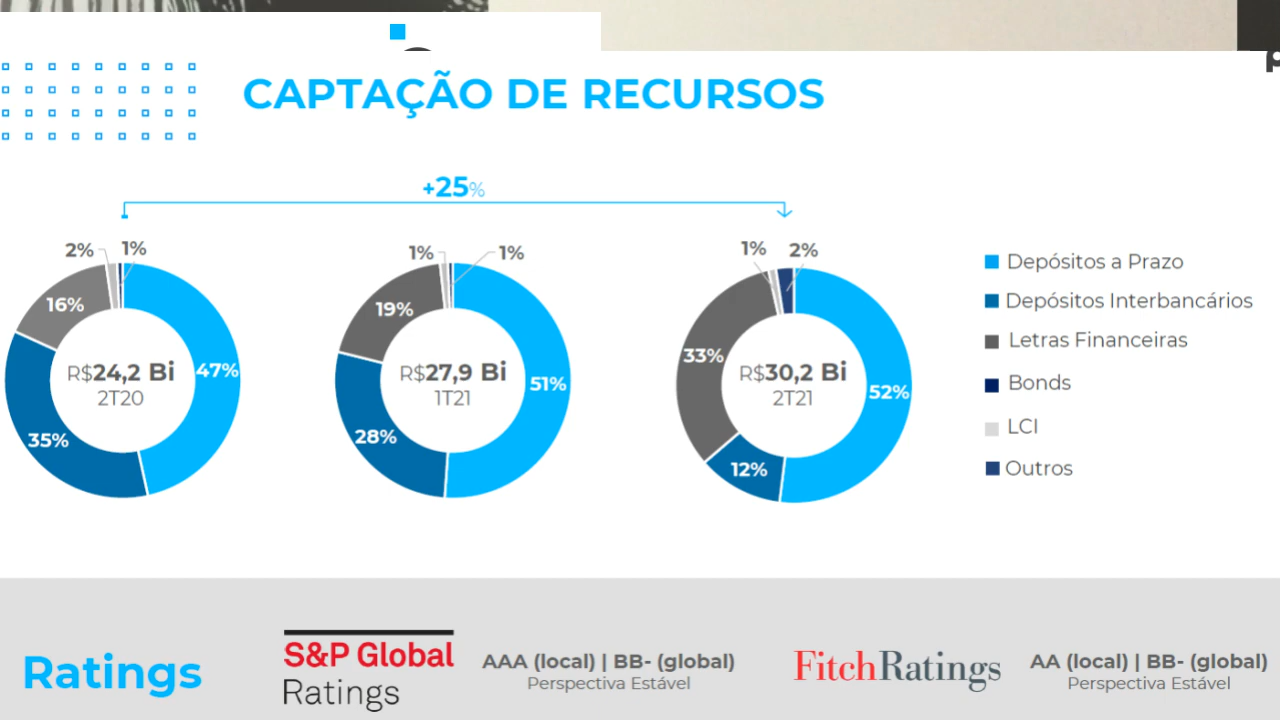 CAPTAÇÃO DE RECURSOS
+25%
2% 1%
16%
47%
35%
R$24,2 Bi
2T20
1% 1%
19%
51%
28%
R$27,9 Bi
1T21
1% 2%
33%
52%
12%
R$30,2 Bi
2T21
Depósitos a Prazo
Depósitos Interbancários
Letras Financeiras
Bonds
LCI
Outros
Ratings
S&P Global
Ratings
AAA (local) | BB- (global)
Perspectiva Estável
FitchRatings
AA (local) | BB- (global)
Perspectiva Estável